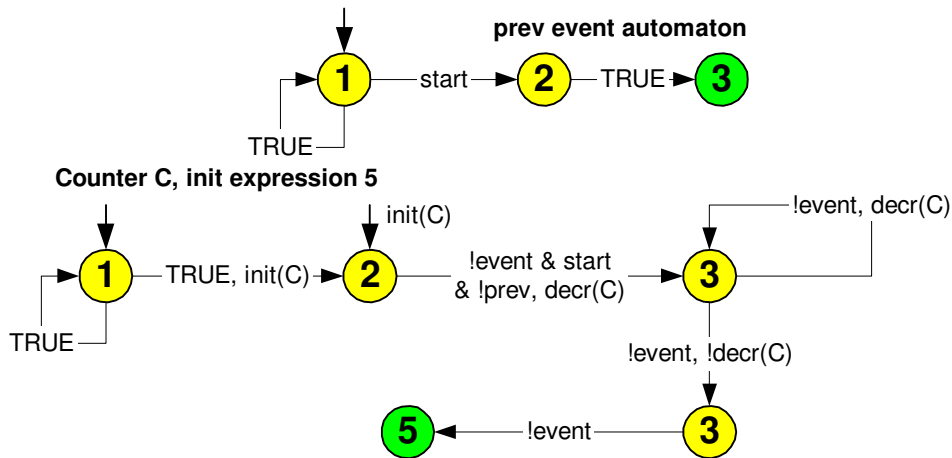 prev event automaton
1
start
2
TRUE
3
TRUE
Counter C, init expression 5
init(C)
!event, decr(C)
1
TRUE, init(C)
2
!event & start
& !prev, decr(C)
3
TRUE
!event, !decr(C)
5
!event
3